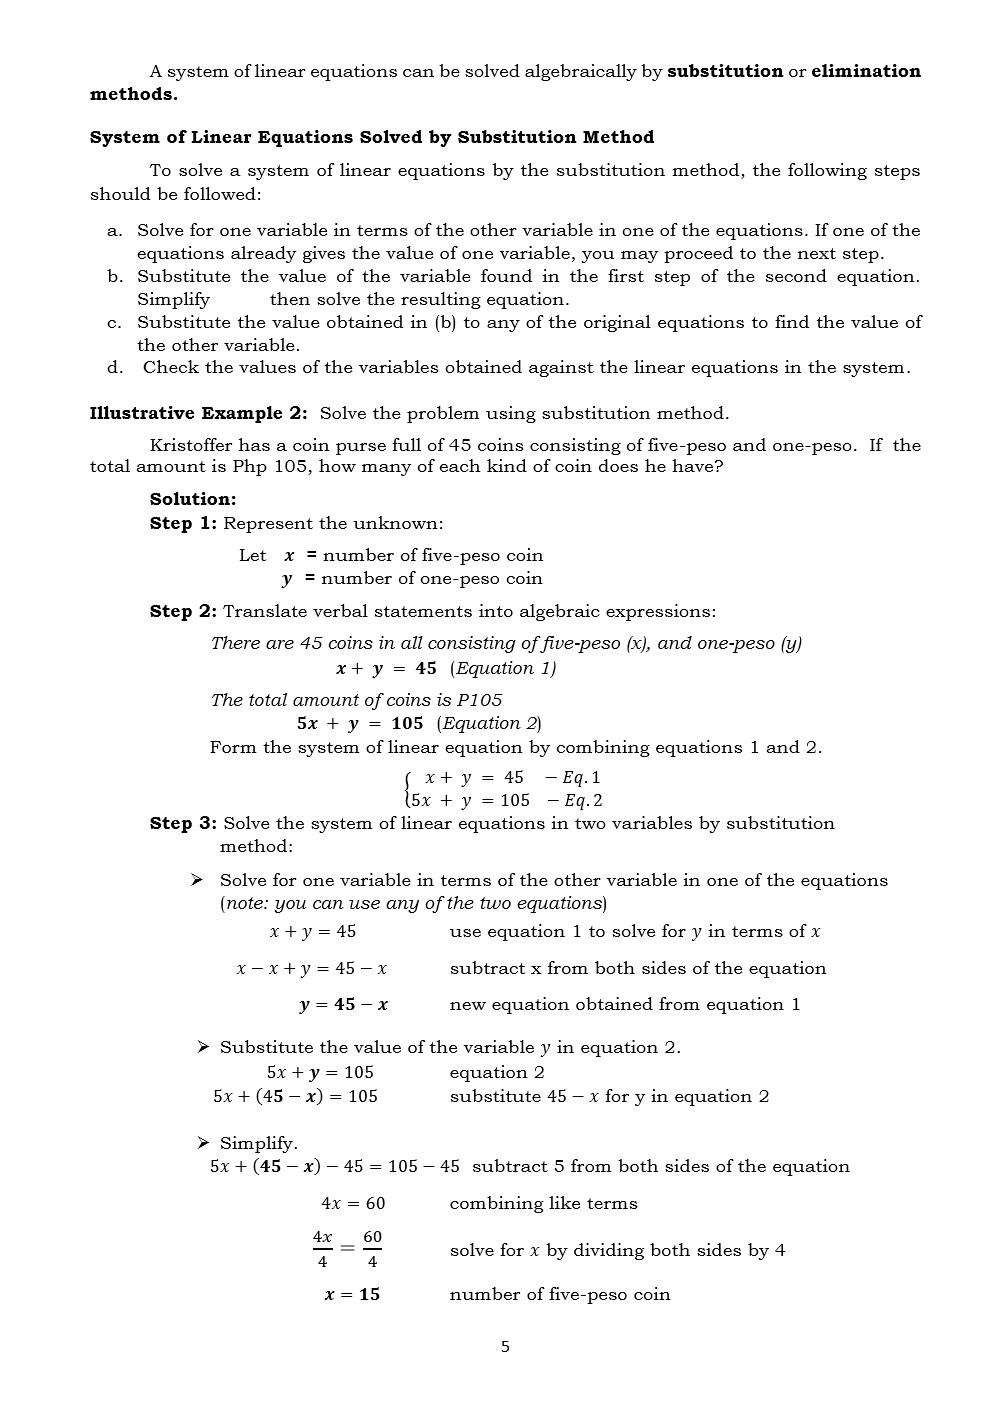 A system of linear equations can be solved algebraically by substitution or elimination
methods.
System of Linear Equations Solved by Substitution Method
To solve a system of linear equations by the substitution method, the following steps
should be followed:
a. Solve for one variable in terms of the other variable in one of the equations. If one of the
equations already gives the value of one variable, you may proceed to the next step.
b. Substitute the value of the variable found in the first step of the second equation.
Simplify then solve the resulting equation.
c. Substitute the value obtained in (b) to any of the original equations to find the value of
the other variable.
d. Check the values of the variables obtained against the linear equations in the system.
Illustrative Example 2: Solve the problem using substitution method.
Kristoffer has a coin purse full of 45 coins consisting of five-peso and one-peso. If the
total amount is Php 105, how many of each kind of coin does he have?
Solution:
Step 1: Represent the unknown:
Let x = number of five-peso coin
y = number of one-peso coin
Step 2: Translate verbal statements into algebraic expressions:
There are 45 coins in all consisting of five-peso (x), and one-peso (y)
x + y = 45 (Equation 1)
The total amount of coins is P105
5x + y = 105 (Equation 2)
Form the system of linear equation by combining equations 1 and 2.
{ x + y = 45 − Eq. 1
5x + y = 105 − Eq. 2
Step 3: Solve the system of linear equations in two variables by substitution
method:
➢ Solve for one variable in terms of the other variable in one of the equations
(note: you can use any of the two equations)
x + y = 45 use equation 1 to solve for y in terms of x
x − x + y = 45 − x subtract x from both sides of the equation
y = 45 − x new equation obtained from equation 1
➢ Substitute the value of the variable y in equation 2.
5x + y = 105 equation 2
5x + (45 − x) = 105 substitute 45 − x for y in equation 2
➢ Simplify.
5x + (45 − x) − 45 = 105 − 45 subtract 5 from both sides of the equation
4x = 60 combining like terms
4x/4 = 60/4 solve for x by dividing both sides by 4
x = 15 number of five-peso coin
5